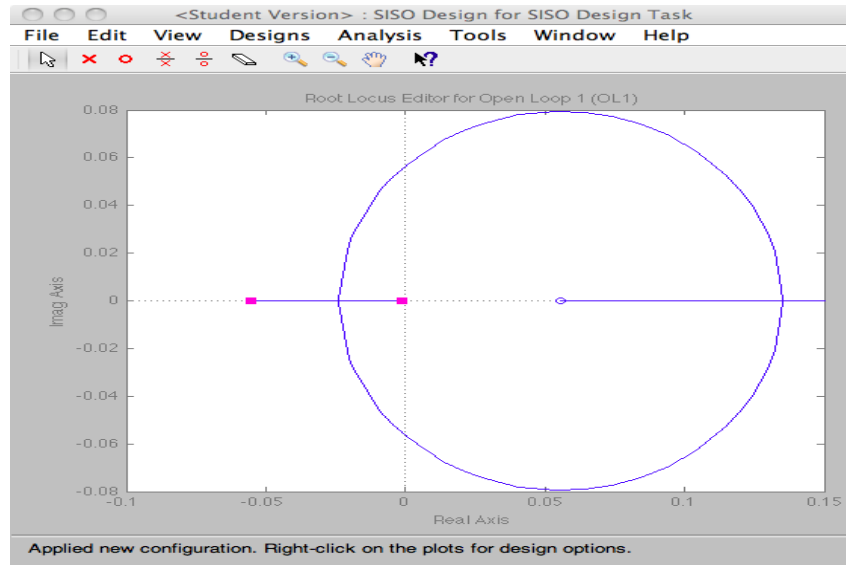 <Student Version> : SISO Design for SISO Design Task
File Edit View Designs Analysis Tools Window Help
Root Locus Editor for Open Loop 1 (OL1)
0.08
0.06
0.04
0.02
0
-0.02
-0.04
-0.06
-0.08
Imag Axis
-0.1 -0.05 0 0.05 0.1 0.15
Real Axis
Applied new configuration. Right-click on the plots for design options.